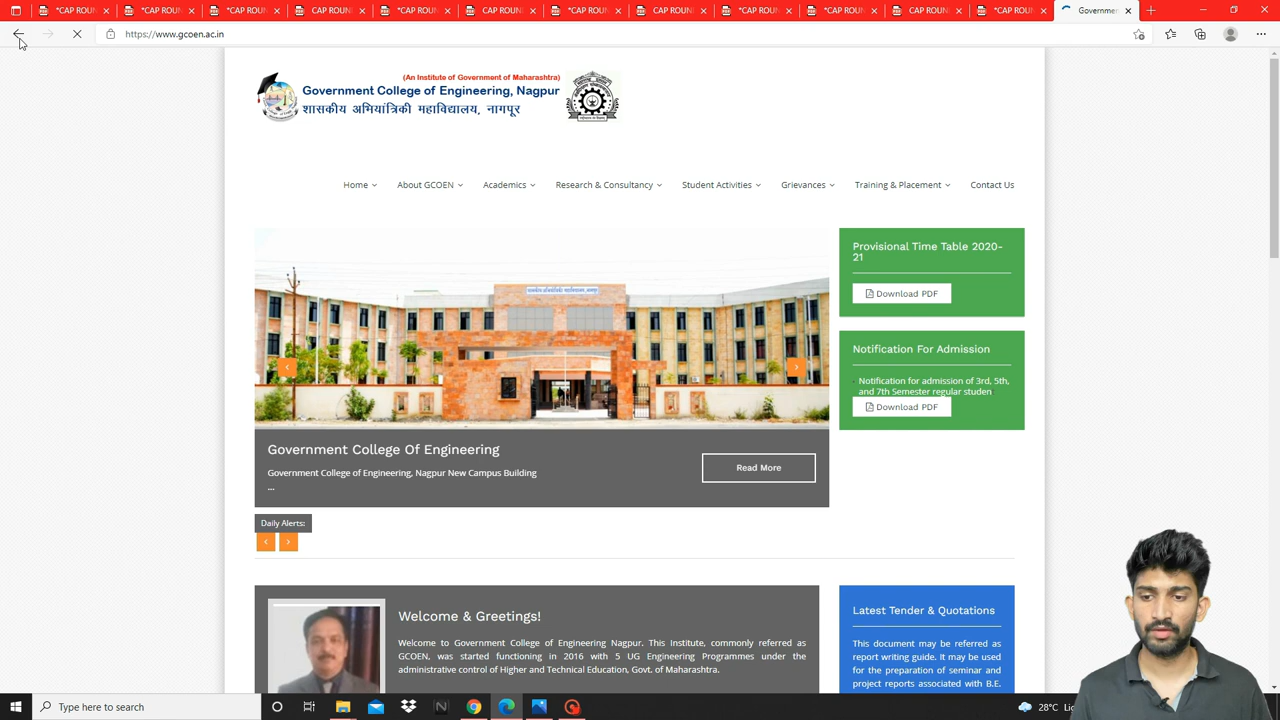 *CAP ROUN
*CAP ROUN
*CAP ROUN
CAP ROUN
*CAP ROUN
CAP ROUN
*CAP ROUN
CAP ROUN
*CAP ROUN
*CAP ROUN
CAP ROUN
*CAP ROUN
Governmen
https://www.gcoen.ac.in
(An Institute of Government of Maharashtra)
Government College of Engineering, Nagpur
शासकीय अभियांत्रिकी महाविद्यालय, नागपूर
Home About GCOEN Academics Research & Consultancy Student Activities Grievances Training & Placement Contact Us
Provisional Time Table 2020-
21
Download PDF
Notification For Admission
Notification for admission of 3rd, 5th,
and 7th Semester regular studen
Download PDF
Government College Of Engineering
Government College of Engineering, Nagpur New Campus Building
...
Read More
Daily Alerts:
Welcome & Greetings!
Welcome to Government College of Engineering Nagpur. This Institute, commonly referred as
GCOEN, was started functioning in 2016 with 5 UG Engineering Programmes under the
administrative control of Higher and Technical Education, Govt. of Maharashtra.
Latest Tender & Quotations
This document may be referred as
report writing guide. It may be used
for the preparation of seminar and
project reports associated with B.E.
Type here to search
28°C